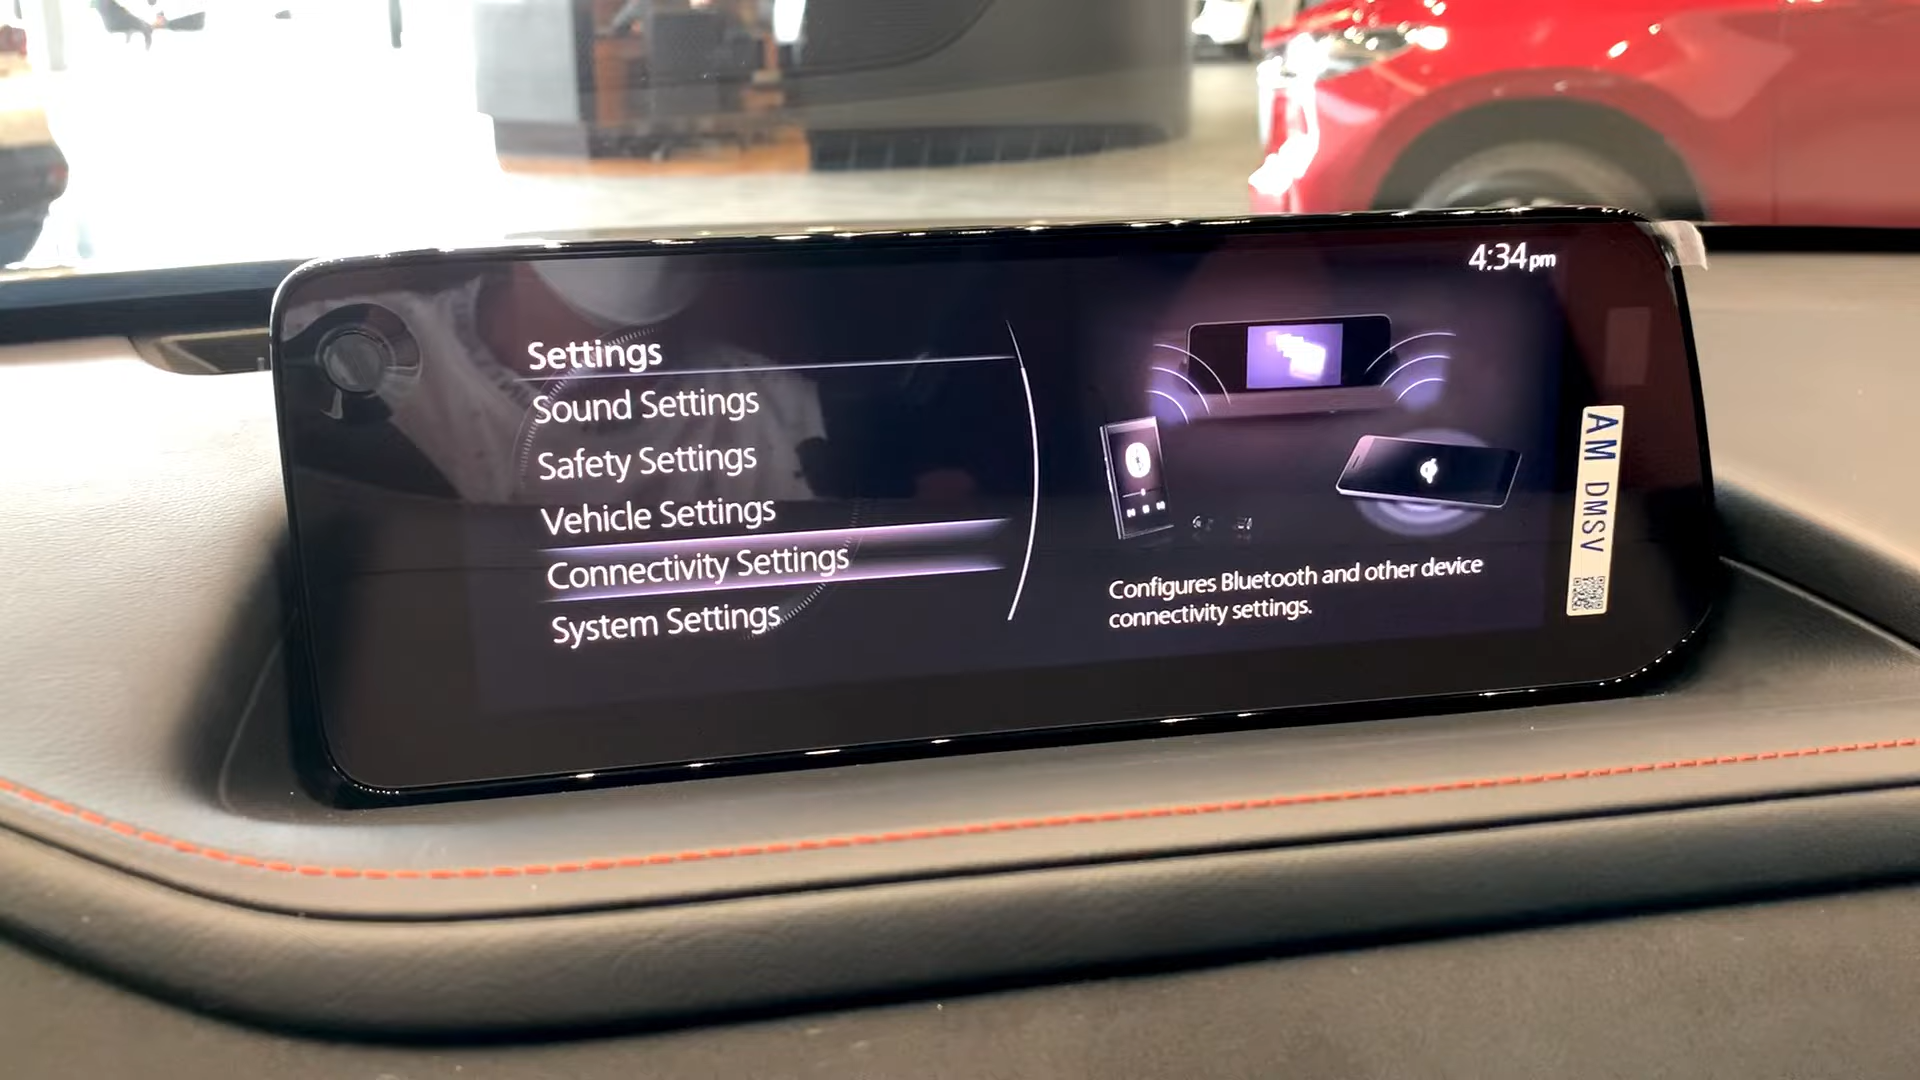 4:34pm
Settings
Sound Settings
Safety Settings
Vehicle Settings
Connectivity Settings
System Settings
Configures Bluetooth and other device
connectivity settings.
AM DMSV